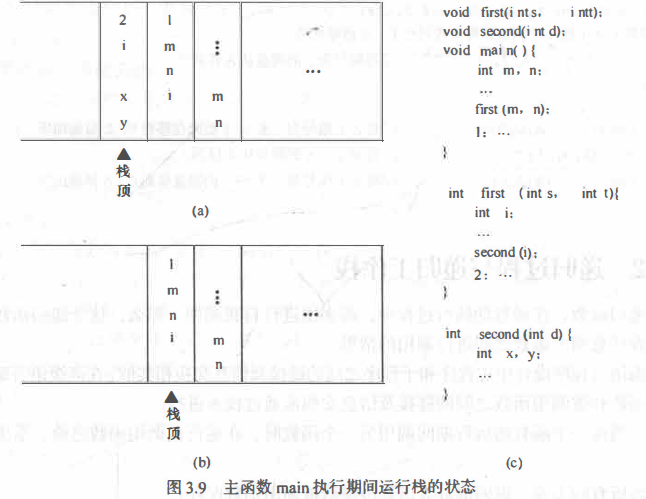 2
i
x
y
1
m
n
i
⋮
m
n
...
...
栈
顶
(a)
1
m
n
i
⋮
m
n
...
栈
顶
(b)
void first(int s, int t);
void second(int d);
void main( ) {
int m, n;
...
first (m, n);
1: ...
}
int first (int s, int t){
int i;
...
second (i);
2: ...
}
int second (int d) {
int x, y;
...
}
(c)
图 3.9 主函数 main 执行期间运行栈的状态